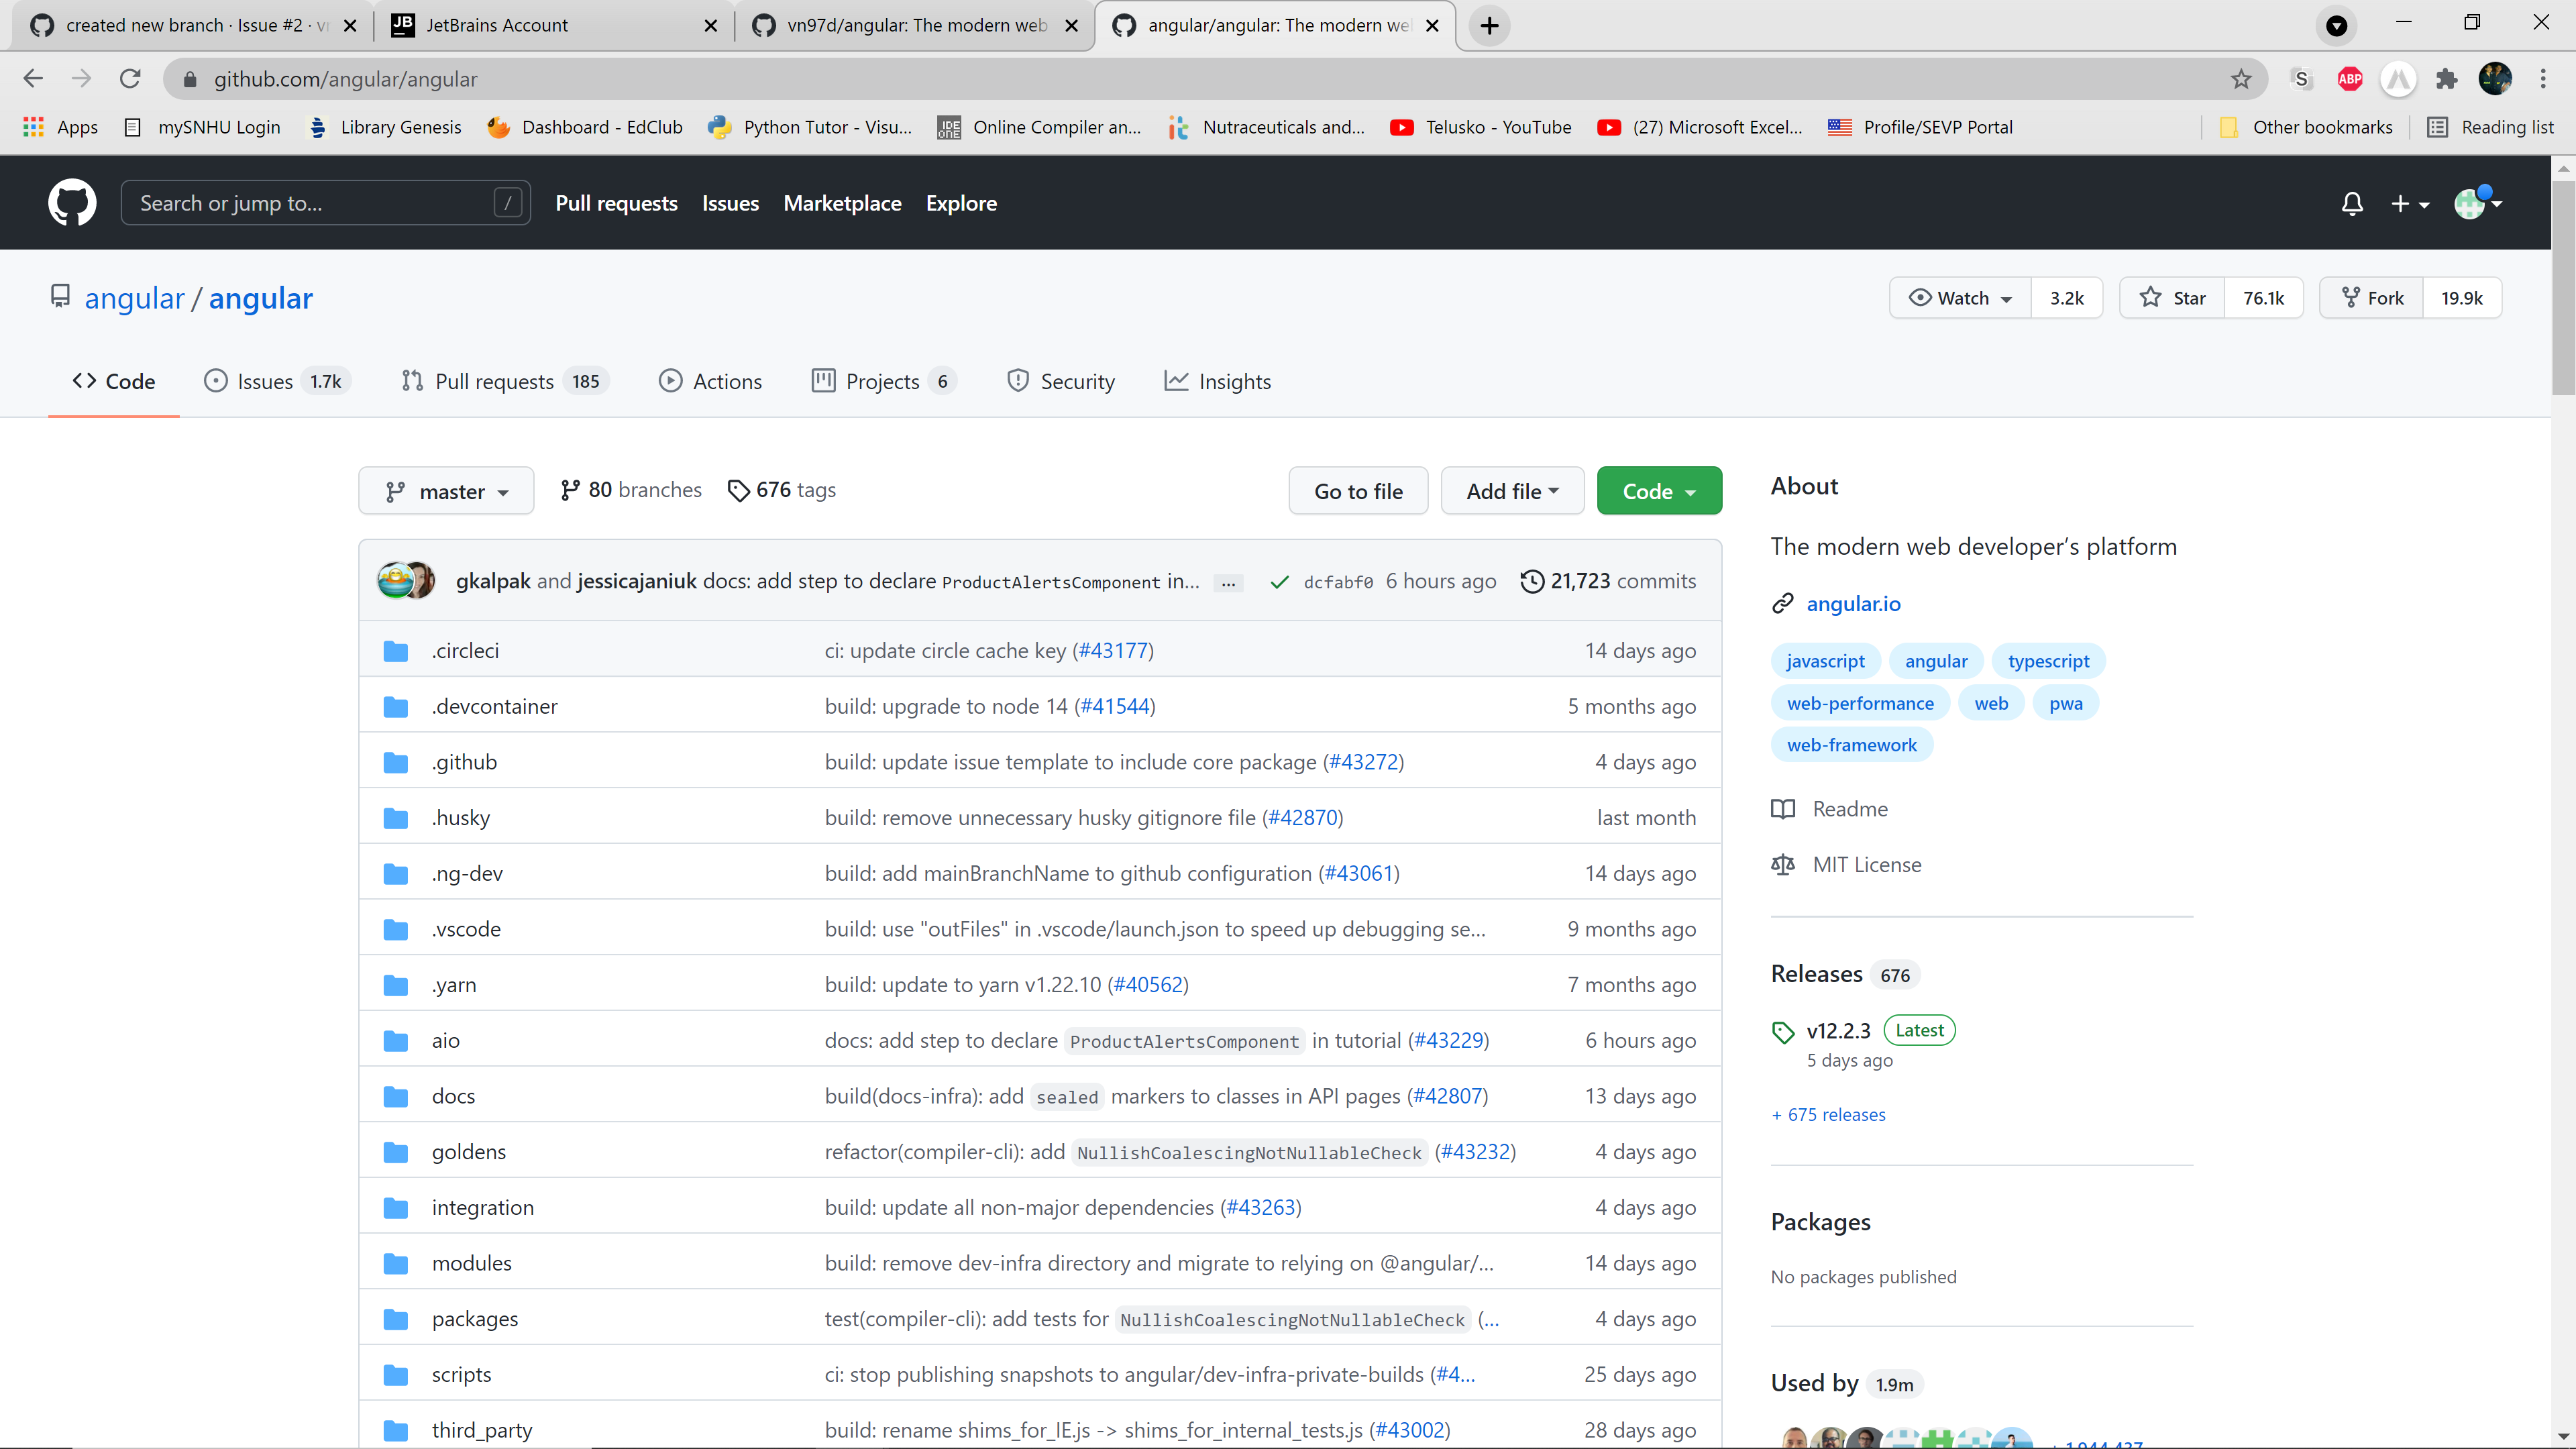 created new branch · Issue #2 · vn
JetBrains Account
vn97d/angular: The modern web
angular/angular: The modern we
github.com/angular/angular
Apps
mySNHU Login
Library Genesis
Dashboard - EdClub
Python Tutor - Visu...
Online Compiler an...
Nutraceuticals and...
Telusko - YouTube
(27) Microsoft Excel...
Profile/SEVP Portal
Other bookmarks
Reading list
Search or jump to...
/
Pull requests
Issues
Marketplace
Explore
angular / angular
Watch 3.2k
Star 76.1k
Fork 19.9k
Code
Issues 1.7k
Pull requests 185
Actions
Projects 6
Security
Insights
master
80 branches
676 tags
Go to file
Add file
Code
gkalpak and jessicajaniuk docs: add step to declare ProductAlertsComponent in... ... dcfabf0 6 hours ago 21,723 commits
.circleci ci: update circle cache key (#43177) 14 days ago
.devcontainer build: upgrade to node 14 (#41544) 5 months ago
.github build: update issue template to include core package (#43272) 4 days ago
.husky build: remove unnecessary husky gitignore file (#42870) last month
.ng-dev build: add mainBranchName to github configuration (#43061) 14 days ago
.vscode build: use "outFiles" in .vscode/launch.json to speed up debugging se... 9 months ago
.yarn build: update to yarn v1.22.10 (#40562) 7 months ago
aio docs: add step to declare ProductAlertsComponent in tutorial (#43229) 6 hours ago
docs build(docs-infra): add sealed markers to classes in API pages (#42807) 13 days ago
goldens refactor(compiler-cli): add NullishCoalescingNotNullableCheck (#43232) 4 days ago
integration build: update all non-major dependencies (#43263) 4 days ago
modules build: remove dev-infra directory and migrate to relying on @angular/... 14 days ago
packages test(compiler-cli): add tests for NullishCoalescingNotNullableCheck (... 4 days ago
scripts ci: stop publishing snapshots to angular/dev-infra-private-builds (#4... 25 days ago
third_party build: rename shims_for_IE.js -> shims_for_internal_tests.js (#43002) 28 days ago
About
The modern web developer's platform
angular.io
javascript angular typescript
web-performance web pwa
web-framework
Readme
MIT License
Releases 676
v12.2.3 Latest
5 days ago
+ 675 releases
Packages
No packages published
Used by 1.9m
+ 1,944,437